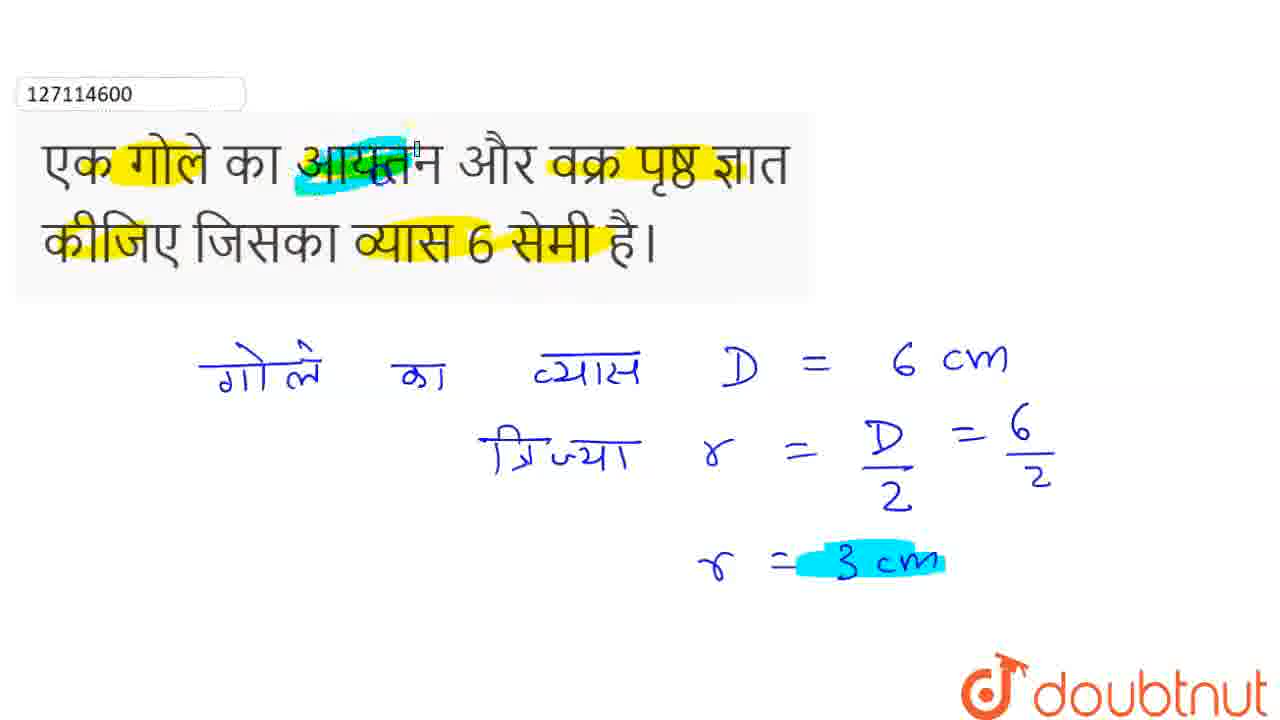 127114600
एक गोले का आयतन और वक्र पृष्ठ ज्ञात
कीजिए जिसका व्यास 6 सेमी है।
गोले का व्यास D = 6 cm
त्रिज्या r = D/2 = 6/2
r = 3 cm
doubtnut